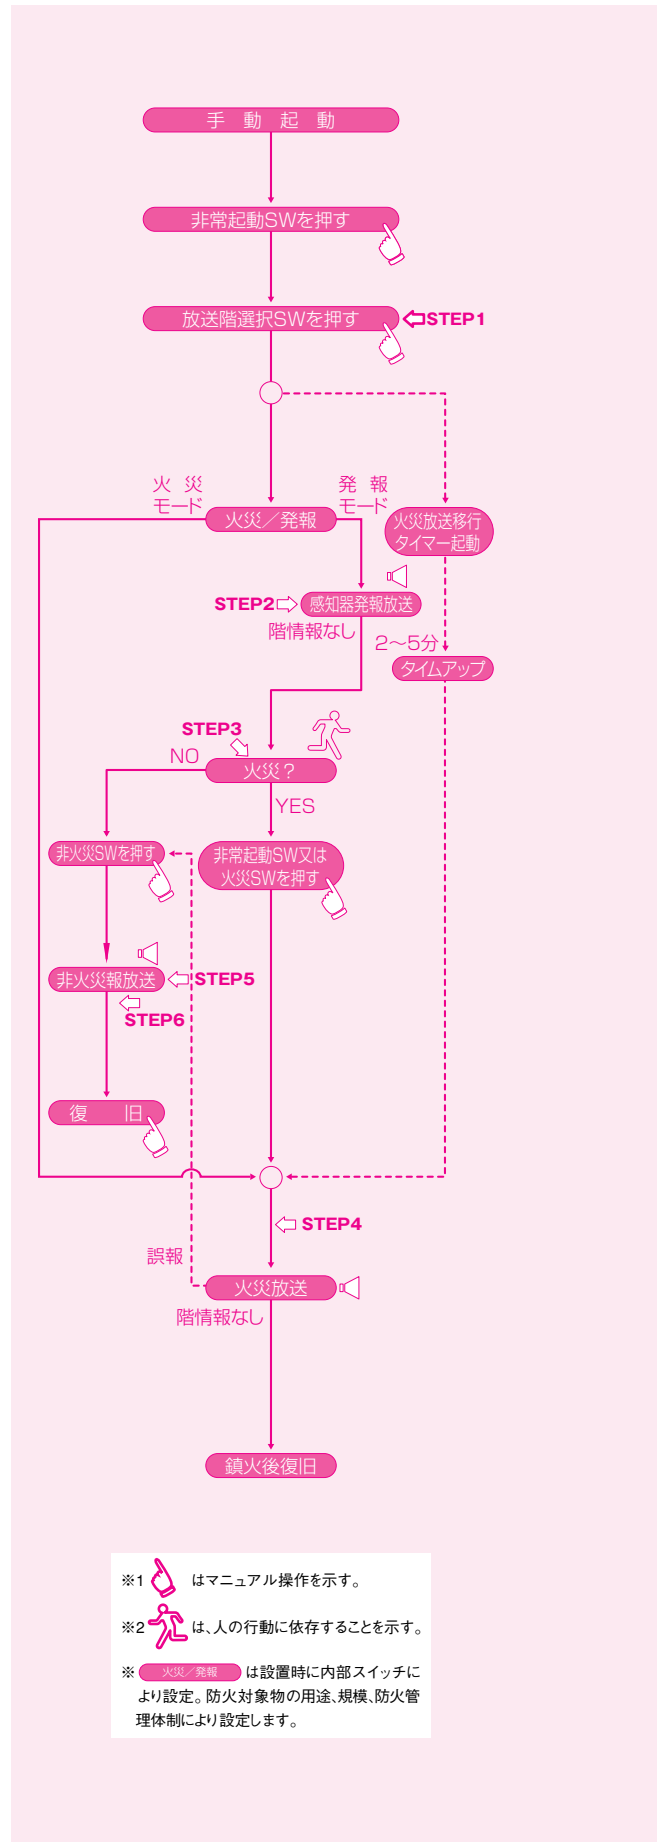 手動起動
非常起動SWを押す
放送階選択SWを押す
STEP1
火災
モード
発報
モード
火災／発報
火災放送移行
タイマー起動
STEP2
感知器発報放送
階情報なし
2〜5分
タイムアップ
STEP3
NO
火災？
YES
非火災SWを押す
非常起動SW又は
火災SWを押す
非火災報放送
STEP5
STEP6
復旧
STEP4
誤報
火災放送
階情報なし
鎮火後復旧
※1 はマニュアル操作を示す。
※2 は、人の行動に依存することを示す。
※ 火災／発報 は設置時に内部スイッチに
より設定。防火対象物の用途、規模、防火管
理体制により設定します。